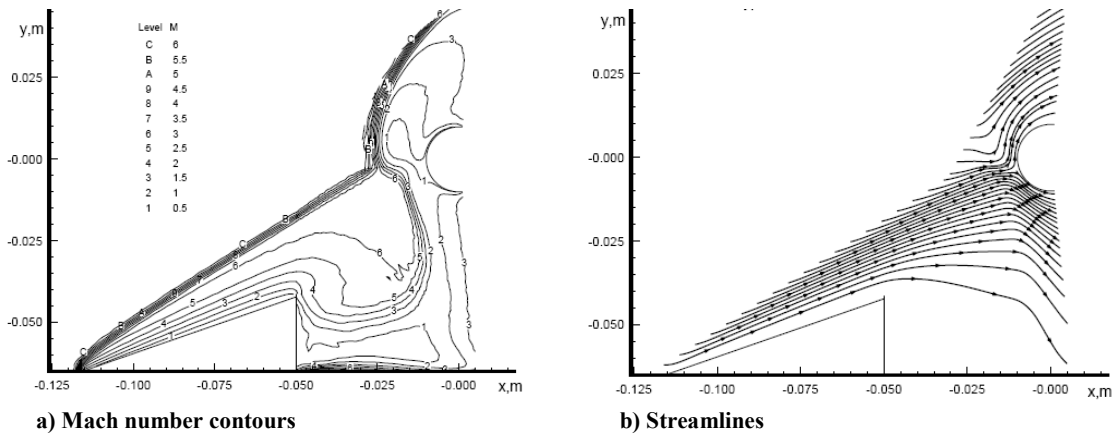 y,m
Level M
C 6
B 5.5
A 5
9 4.5
8 4
7 3.5
6 3
5 2.5
4 2
3 1.5
2 1
1 0.5
0.025
-0.000
-0.025
-0.050
-0.125 -0.100 -0.075 -0.050 -0.025 -0.000
x,m
a) Mach number contours
y,m
0.025
-0.000
-0.025
-0.050
-0.125 -0.100 -0.075 -0.050 -0.025 -0.000
x,m
b) Streamlines